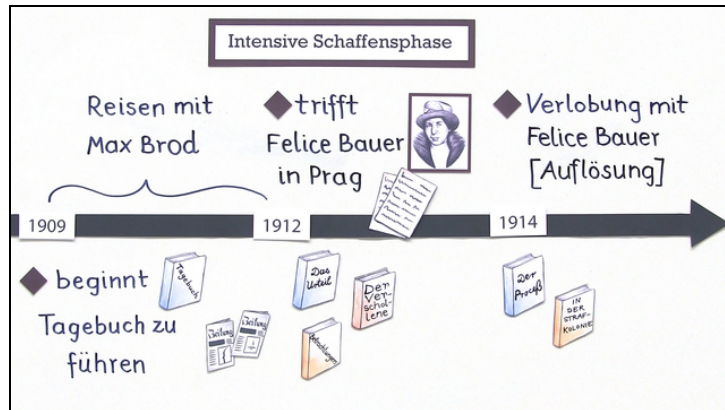 Intensive Schaffensphase
Reisen mit
Max Brod
trifft
Felice Bauer
in Prag
Verlobung mit
Felice Bauer
[Auflösung]
1909
1912
1914
beginnt
Tagebuch zu
führen
Tagebuch
Zeitung
Zeitung
Das
Urteil
Der
Ver-
schol-
lene
Betrachtungen
Der
Proceß
IN
DER
STRAF-
KOLONIE